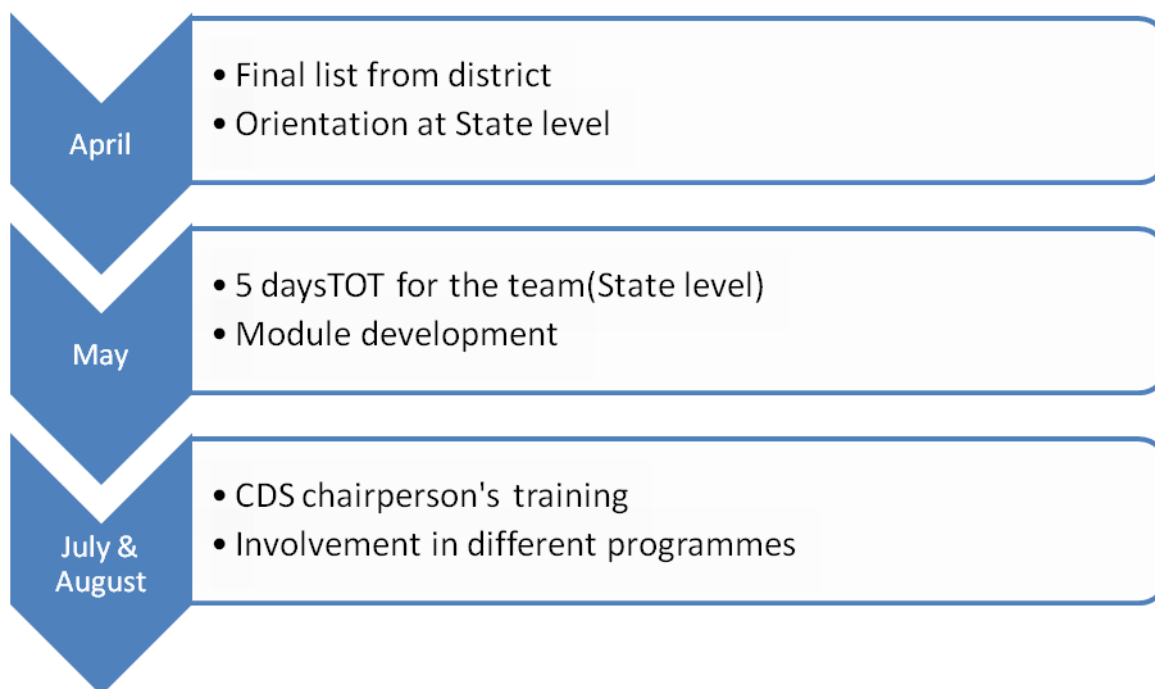 April
• Final list from district
• Orientation at State level
May
• 5 daysTOT for the team(State level)
• Module development
July &
August
• CDS chairperson's training
• Involvement in different programmes